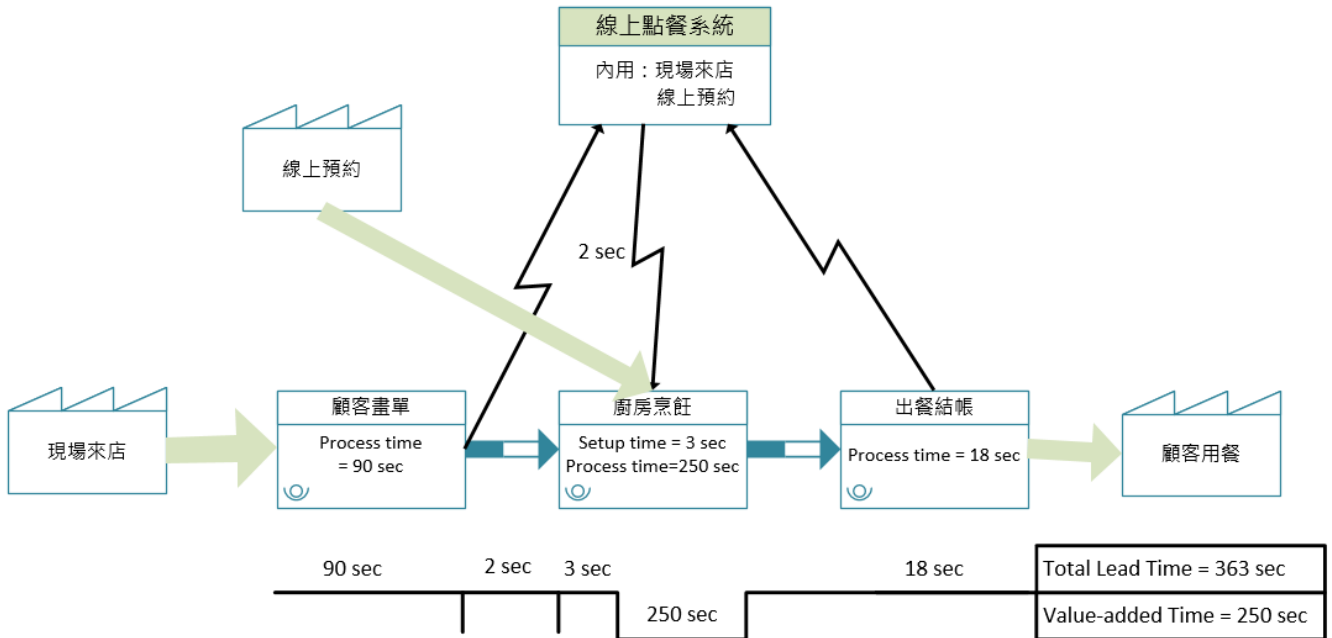 線上點餐系統
內用：現場來店
線上預約
線上預約
2 sec
現場來店
顧客畫單
Process time
= 90 sec
廚房烹飪
Setup time = 3 sec
Process time=250 sec
出餐結帳
Process time = 18 sec
顧客用餐
90 sec
2 sec
3 sec
250 sec
18 sec
Total Lead Time = 363 sec
Value-added Time = 250 sec